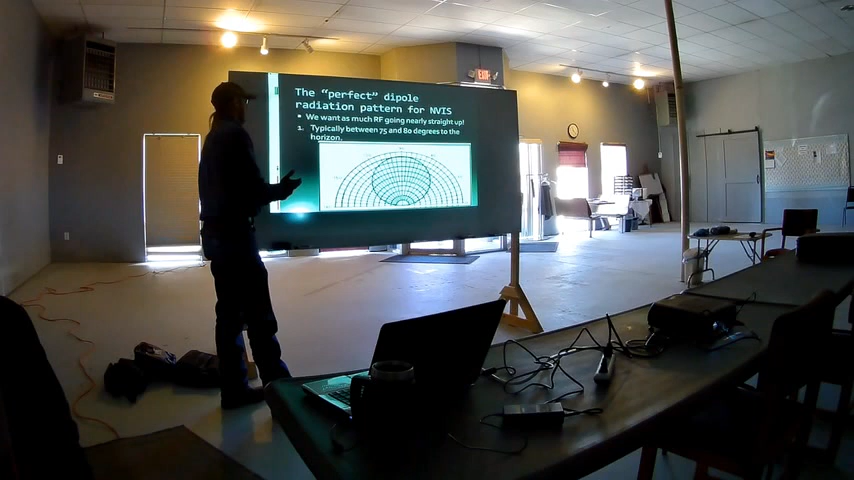 The "perfect" dipole
radiation pattern for NVIS
▪ We want as much RF going nearly straight up!
1. Typically between 75 and 80 degrees to the
horizon.
EXIT